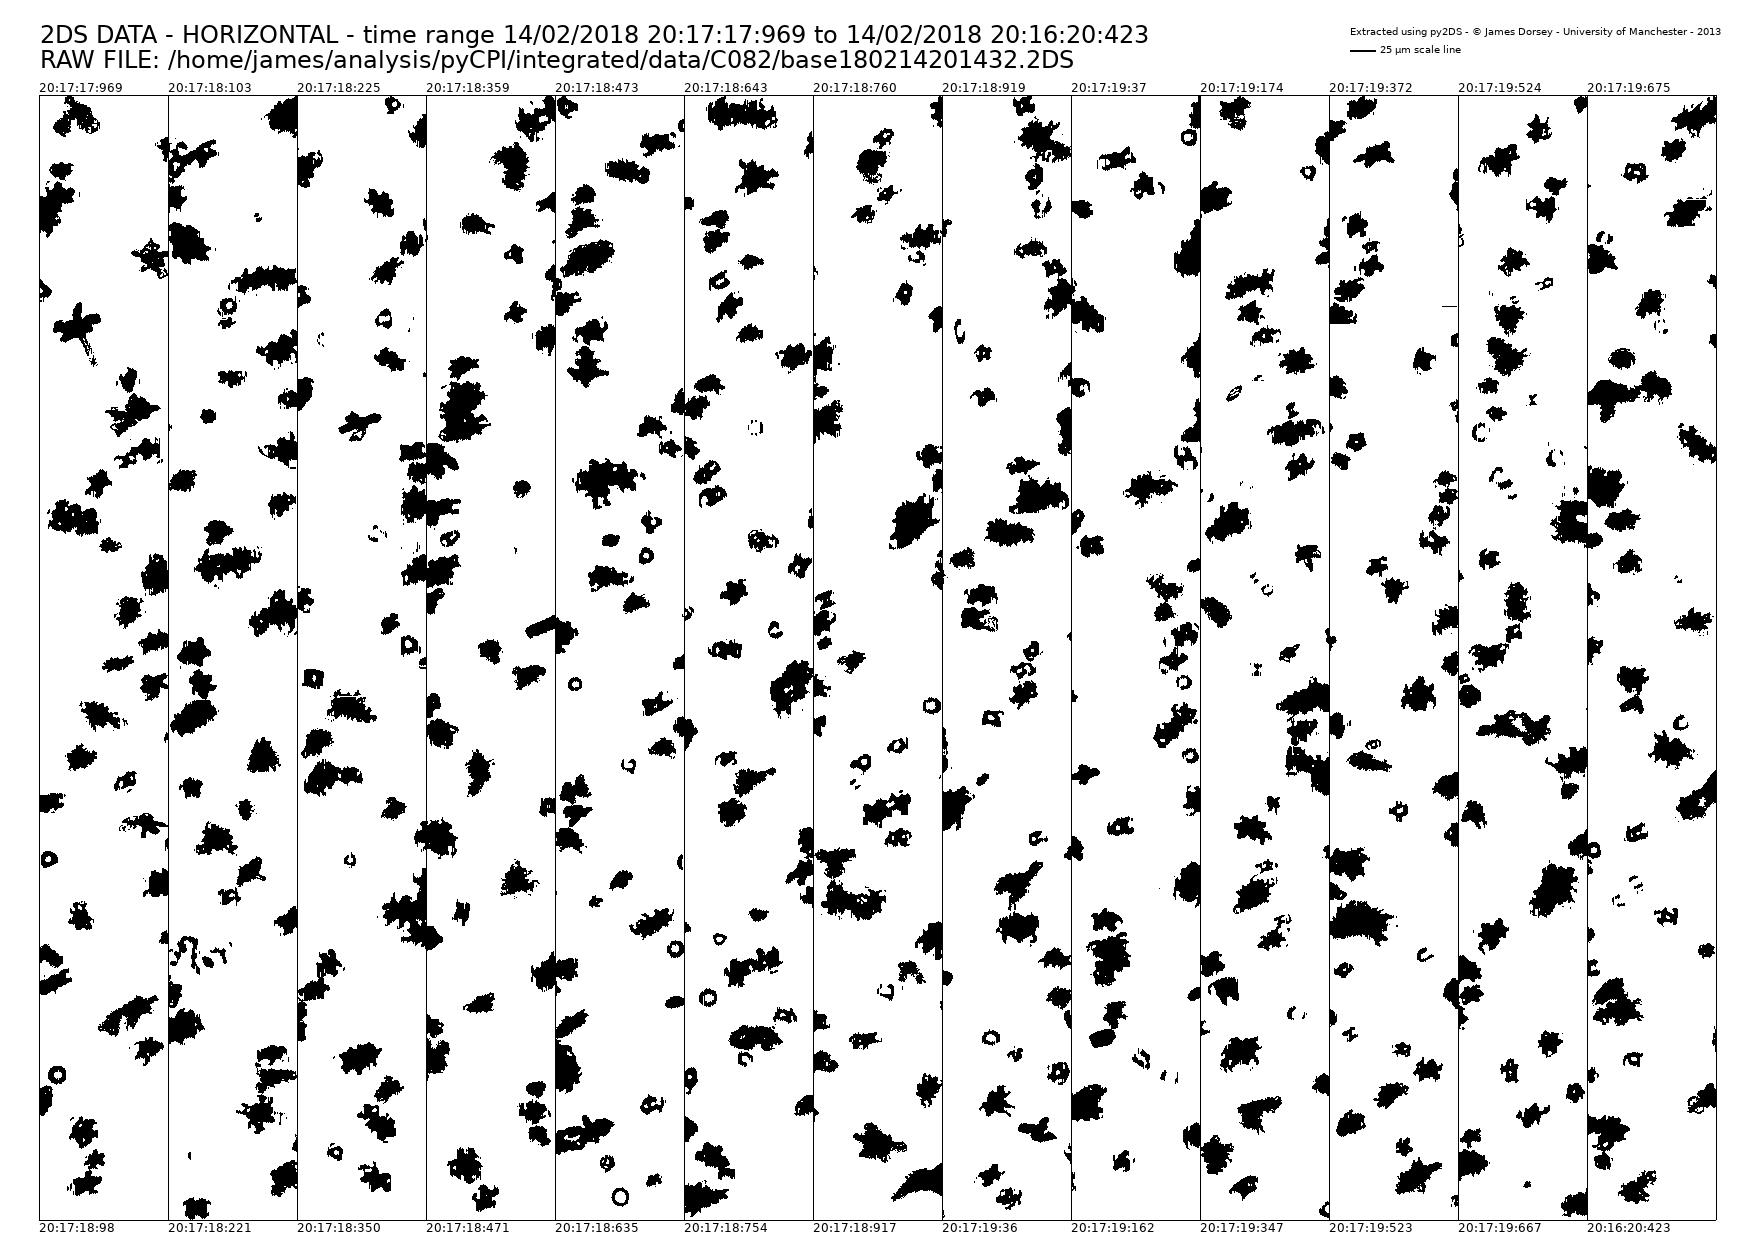 2DS DATA - HORIZONTAL - time range 14/02/2018 20:17:17:969 to 14/02/2018 20:16:20:423
RAW FILE: /home/james/analysis/pyCPI/integrated/data/C082/base180214201432.2DS
Extracted using py2DS - © James Dorsey - University of Manchester - 2013
25 μm scale line
20:17:17:969 20:17:18:103 20:17:18:225 20:17:18:359 20:17:18:473 20:17:18:643 20:17:18:760 20:17:18:919 20:17:19:37 20:17:19:174 20:17:19:372 20:17:19:524 20:17:19:675
20:17:18:98 20:17:18:221 20:17:18:350 20:17:18:471 20:17:18:635 20:17:18:754 20:17:18:917 20:17:19:36 20:17:19:162 20:17:19:347 20:17:19:523 20:17:19:667 20:16:20:423